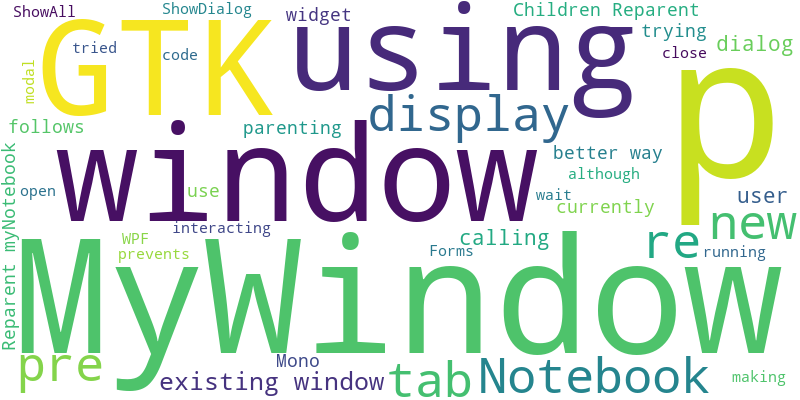 ShowAll
ShowDialog
widget
Children Reparent
GTK
using
trying
tried
code
close
dialog
modal
p
display
follows
parenting
window
better way
although
open
use
wait
currently
user
new
Reparent myNotebook
interacting
WPF
prevents
calling
Forms
re
running
MyWindow
pre
Mono
existing window
tab
Notebook
making